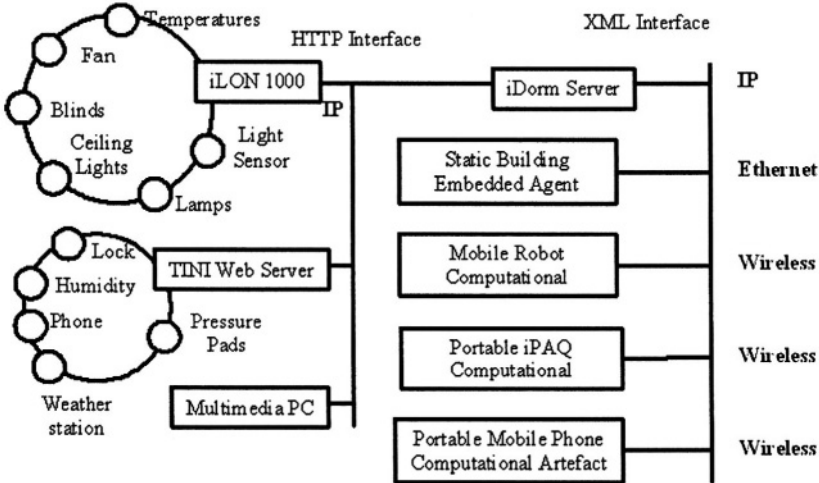 Temperatures
HTTP Interface
XML Interface
Fan
iLON 1000
iDorm Server
IP
IP
Blinds
Ceiling
Lights
Light
Sensor
Lamps
Static Building
Embedded Agent
Ethernet
Lock
TINI Web Server
Humidity
Phone
Pressure
Pads
Weather
station
Multimedia PC
Mobile Robot
Computational
Wireless
Portable iPAQ
Computational
Wireless
Portable Mobile Phone
Computational Artefact
Wireless